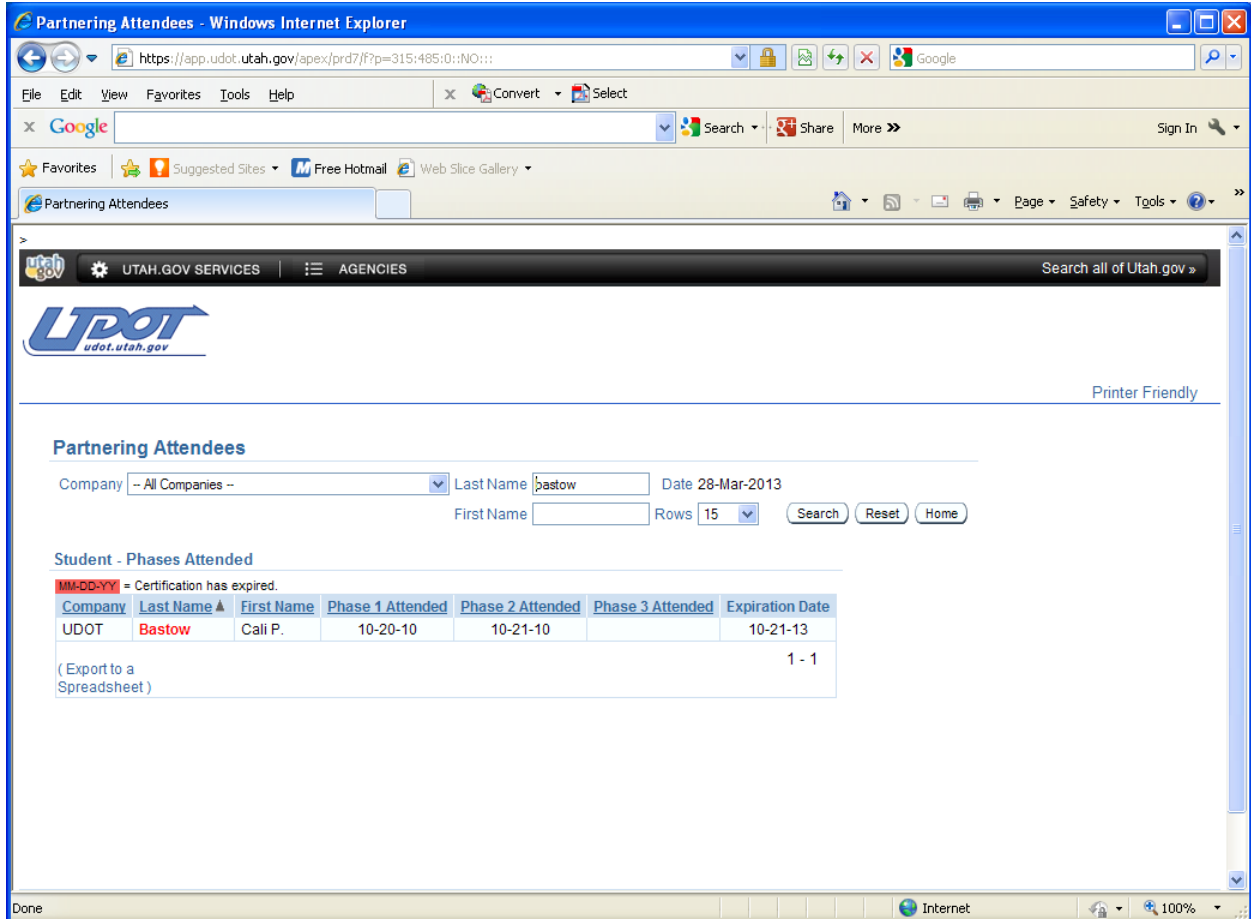 Partnering Attendees - Windows Internet Explorer
https://app.udot.utah.gov/apex/prd7/f?p=315:485:0::NO:::
Google
File Edit View Favorites Tools Help x Convert Select
x Google Search Share More » Sign In
Favorites Suggested Sites Free Hotmail Web Slice Gallery
Partnering Attendees Page Safety Tools »
>
utah gov UTAH.GOV SERVICES | AGENCIES Search all of Utah.gov »
UDOT
udot.utah.gov
Printer Friendly
Partnering Attendees
Company -- All Companies -- Last Name bastow Date 28-Mar-2013
First Name Rows 15 Search Reset Home
Student - Phases Attended
MM-DD-YY = Certification has expired.
Company Last Name First Name Phase 1 Attended Phase 2 Attended Phase 3 Attended Expiration Date
UDOT Bastow Cali P. 10-20-10 10-21-10 10-21-13
1 - 1
( Export to a
Spreadsheet )
Done Internet 100%